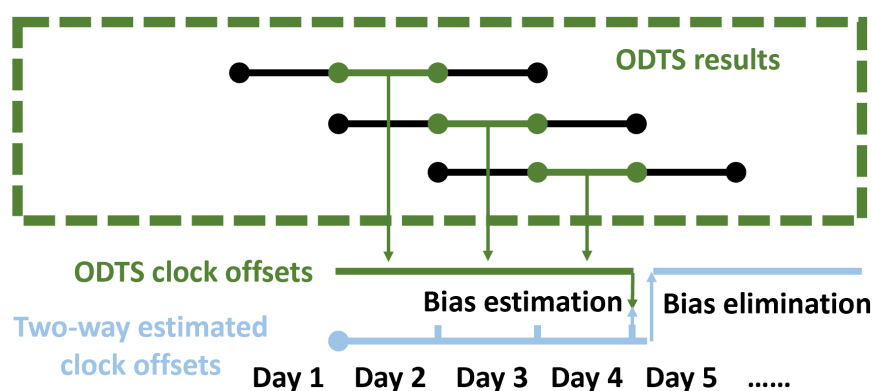 ODTS results
ODTS clock offsets
Bias estimation
Bias elimination
Two-way estimated
clock offsets
Day 1 Day 2 Day 3 Day 4 Day 5 ......